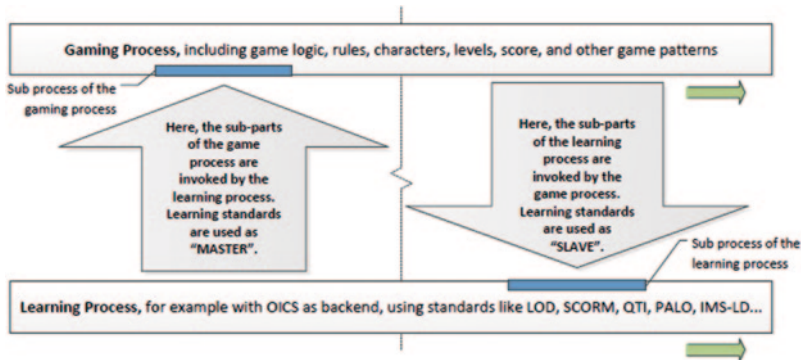 Gaming Process, including game logic, rules, characters, levels, score, and other game patterns
Sub process of the
gaming process
Here, the sub-parts
of the game
process are
invoked by the
learning process.
Learning standards
are used as
“MASTER”.
Here, the sub-parts
of the learning
process are
invoked by the
game process.
Learning standards
are used as
“SLAVE”.
Sub process of the
learning process
Learning Process, for example with OICS as backend, using standards like LOD, SCORM, QTI, PALO, IMS-LD...